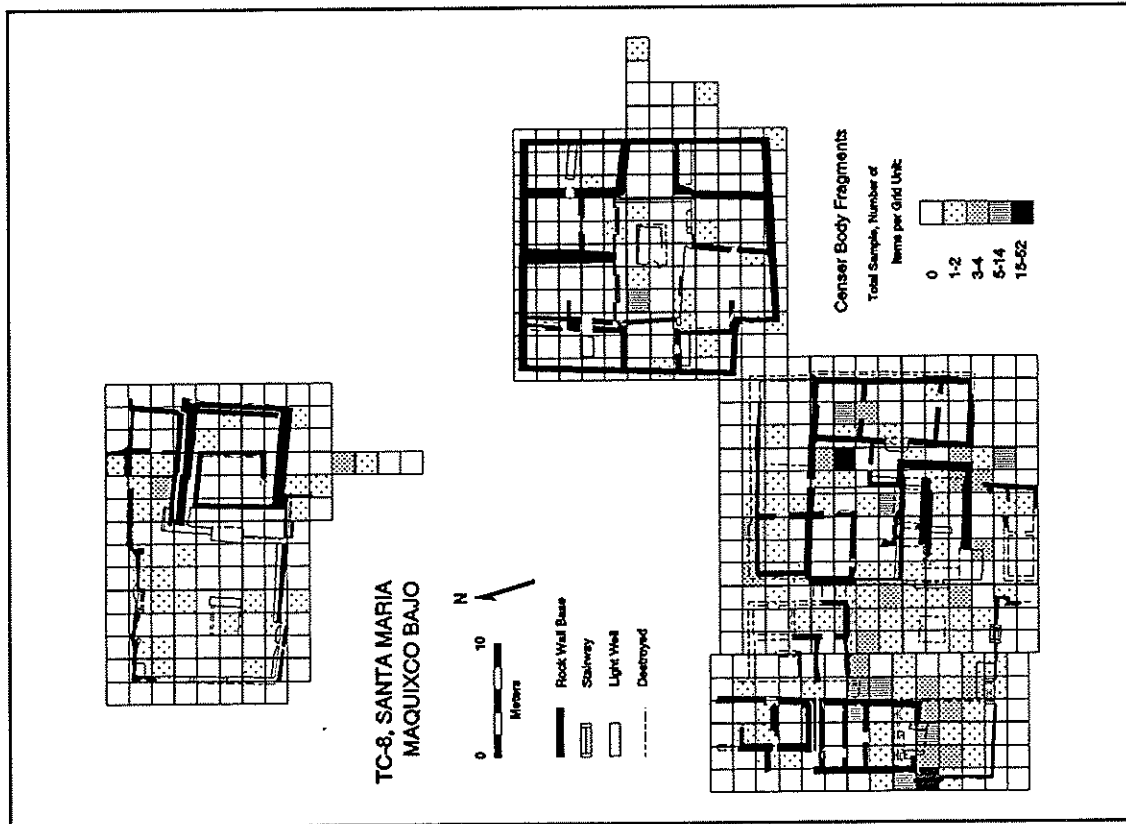 TC-8, SANTA MARIA
MAQUIXCO BAJO
N
0 10
Meters
Rock Wall Base
Stairway
Light Well
Destroyed
Censer Body Fragments
Total Sample, Number of
Items per Grid Unit:
0
1-2
3-4
5-14
15-52